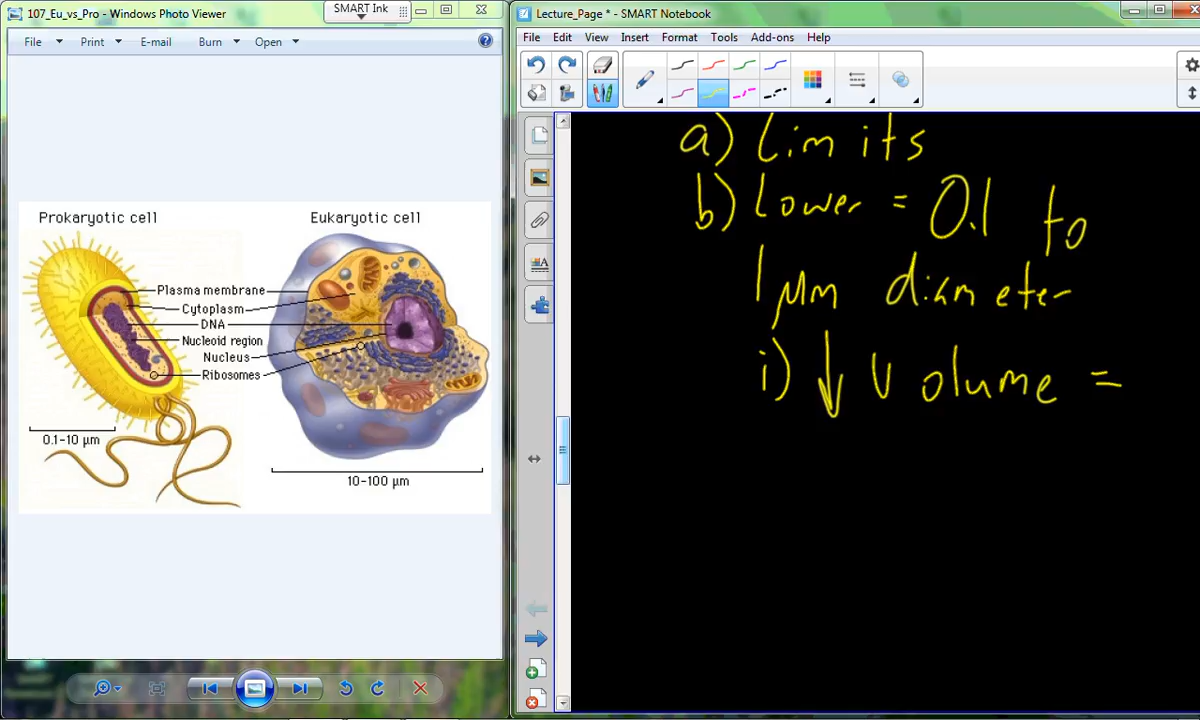 107_Eu_vs_Pro - Windows Photo Viewer
SMART Ink
File Print E-mail Burn Open
Prokaryotic cell
Eukaryotic cell
Plasma membrane
Cytoplasm
DNA
Nucleoid region
Nucleus
Ribosomes
0.1-10 µm
10-100 µm
Lecture_Page * - SMART Notebook
File Edit View Insert Format Tools Add-ons Help
a) Limits
b) Lower = 0.1 to
1 µm diameter
i) ↓ Volume =